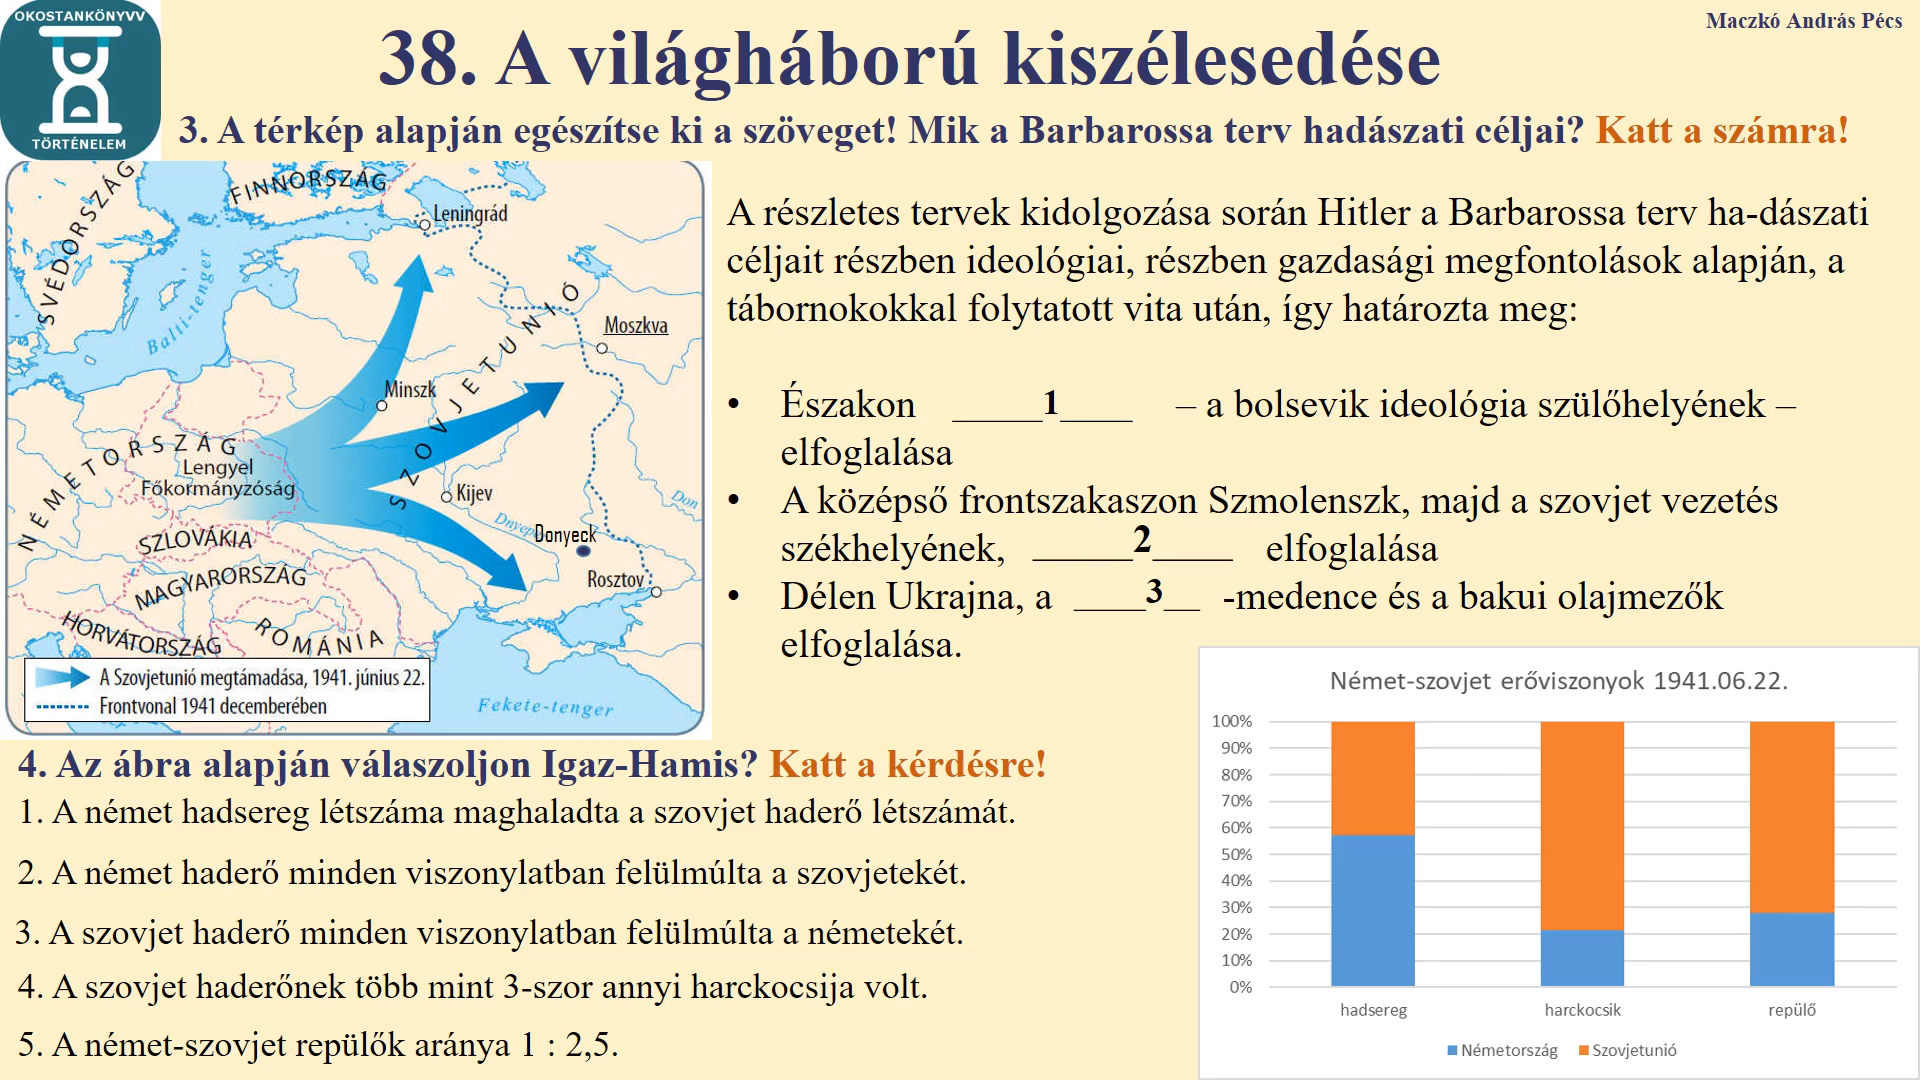 OKOSTANKÖNYVV
TÖRTÉNELEM
Maczkó András Pécs
38. A világháború kiszélesedése
3. A térkép alapján egészítse ki a szöveget! Mik a Barbarossa terv hadászati céljai? Katt a számra!
SVÉDORSZÁG
FINNORSZÁG
Leningrád
Balti-tenger
Moszkva
SZOVJETUNIÓ
Minszk
NÉMETORSZÁG
Lengyel
Főkormányzóság
Kijev
Don
Dnyep
Donyeck
SZLOVÁKIA
Rosztov
MAGYARORSZÁG
HORVÁTORSZÁG
ROMÁNIA
A Szovjetunió megtámadása, 1941. június 22.
Frontvonal 1941 decemberében
Fekete-tenger
A részletes tervek kidolgozása során Hitler a Barbarossa terv ha-dászati
céljait részben ideológiai, részben gazdasági megfontolások alapján, a
tábornokokkal folytatott vita után, így határozta meg:
• Északon _____1____ – a bolsevik ideológia szülőhelyének –
elfoglalása
• A középső frontszakaszon Szmolenszk, majd a szovjet vezetés
székhelyének, _____2____ elfoglalása
• Délen Ukrajna, a ____3__ -medence és a bakui olajmezők
elfoglalása.
4. Az ábra alapján válaszoljon Igaz-Hamis? Katt a kérdésre!
1. A német hadsereg létszáma maghaladta a szovjet haderő létszámát.
2. A német haderő minden viszonylatban felülmúlta a szovjetekét.
3. A szovjet haderő minden viszonylatban felülmúlta a németekét.
4. A szovjet haderőnek több mint 3-szor annyi harckocsija volt.
5. A német-szovjet repülők aránya 1 : 2,5.
Német-szovjet erőviszonyok 1941.06.22.
100%
90%
80%
70%
60%
50%
40%
30%
20%
10%
0%
hadsereg harckocsik repülő
Németország Szovjetunió